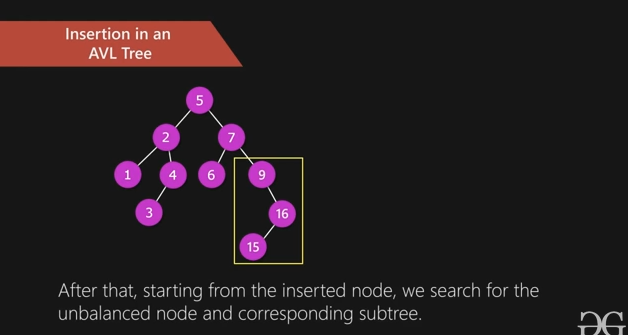 Insertion in an
AVL Tree
5
2 7
1 4 6 9
3 16
15
After that, starting from the inserted node, we search for the
unbalanced node and corresponding subtree.